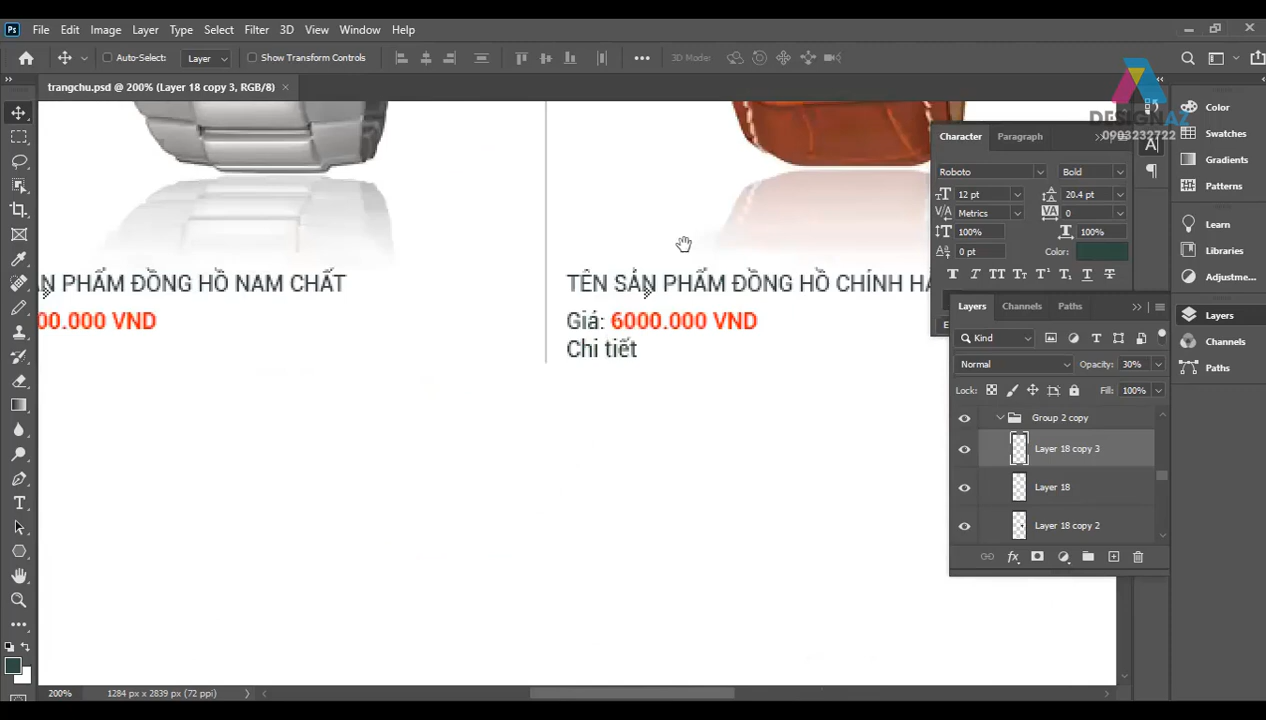 Ps File Edit Image Layer Type Select Filter 3D View Window Help
Auto-Select: Layer Show Transform Controls 3D Mode:
trangchu.psd @ 200% (Layer 18 copy 3, RGB/8)
DESIGN AZ
0903232722
Color
Swatches
Gradients
Patterns
Learn
Libraries
Adjustme...
Layers
Channels
Paths
Character Paragraph
Roboto Bold
12 pt 20.4 pt
Metrics 0
100% 100%
0 pt Color:
Layers Channels Paths
Kind
Normal Opacity: 30%
Lock: Fill: 100%
Group 2 copy
Layer 18 copy 3
Layer 18
Layer 18 copy 2
PHẨM ĐỒNG HỒ NAM CHẤT
00.000 VND
TÊN SẢN PHẨM ĐỒNG HỒ CHÍNH
Giá: 6000.000 VND
Chi tiết
200% 1284 px x 2839 px (72 ppi)